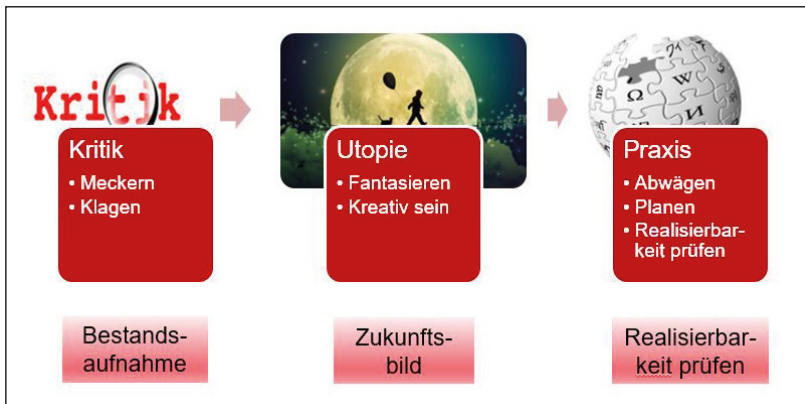 Kritik
Kritik
• Meckern
• Klagen
Utopie
• Fantasieren
• Kreativ sein
Ω
W
И
Praxis
• Abwägen
• Planen
• Realisierbar-
keit prüfen
Bestands-
aufnahme
Zukunfts-
bild
Realisierbar-
keit prüfen